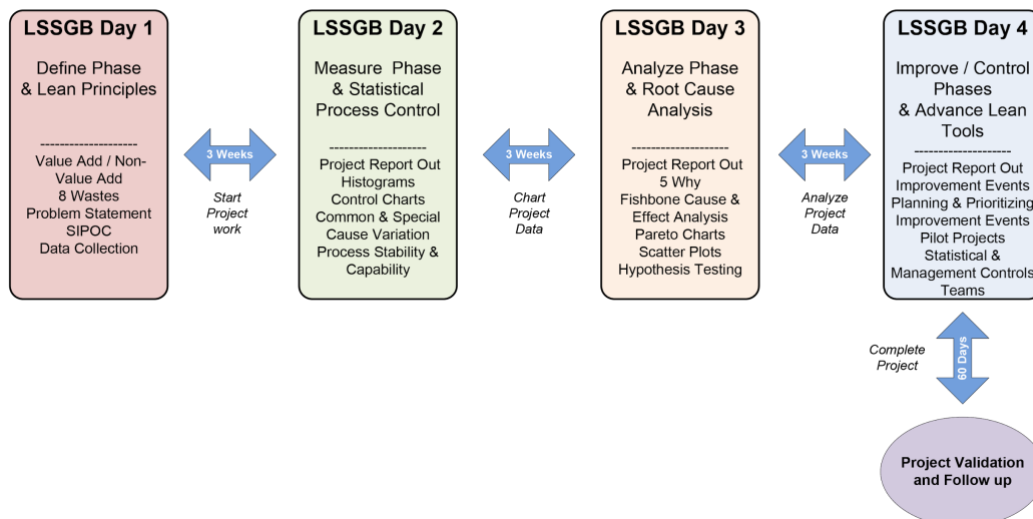 LSSGB Day 1
Define Phase
& Lean Principles
--------------------
Value Add / Non-
Value Add
8 Wastes
Problem Statement
SIPOC
Data Collection
3 Weeks
Start
Project
work
LSSGB Day 2
Measure Phase
& Statistical
Process Control
--------------------
Project Report Out
Histograms
Control Charts
Common & Special
Cause Variation
Process Stability &
Capability
3 Weeks
Chart
Project
Data
LSSGB Day 3
Analyze Phase
& Root Cause
Analysis
--------------------
Project Report Out
5 Why
Fishbone Cause &
Effect Analysis
Pareto Charts
Scatter Plots
Hypothesis Testing
3 Weeks
Analyze
Project
Data
LSSGB Day 4
Improve / Control
Phases
& Advance Lean
Tools
--------------------
Project Report Out
Improvement Events
Planning & Prioritizing
Improvement Events
Pilot Projects
Statistical &
Management Controls
Teams
Complete
Project
60 Days
Project Validation
and Follow up